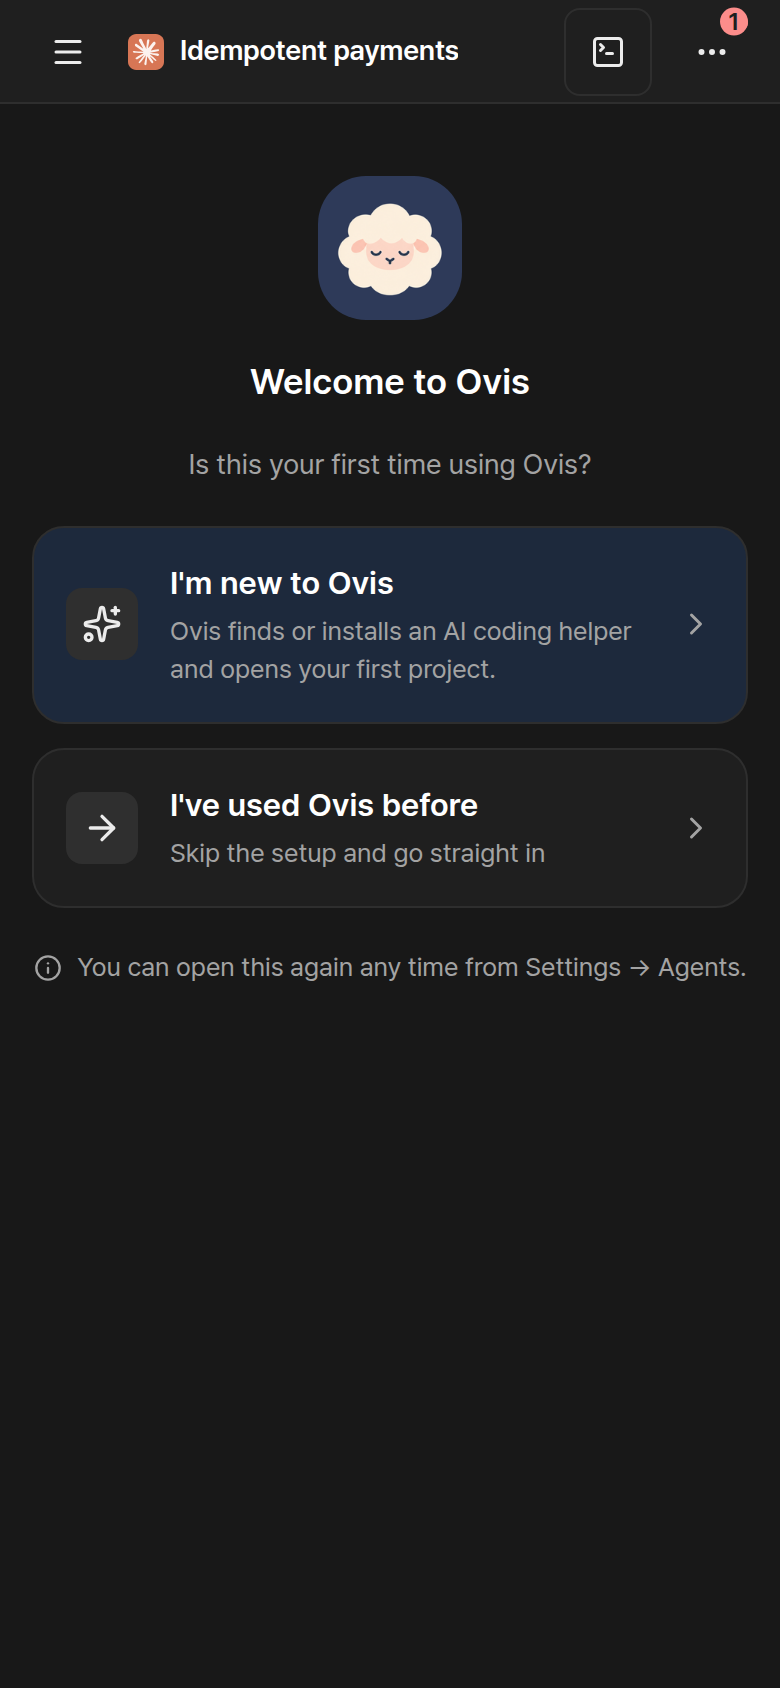 Idempotent payments
1
Welcome to Ovis
Is this your first time using Ovis?
I'm new to Ovis
Ovis finds or installs an AI coding helper
and opens your first project.
I've used Ovis before
Skip the setup and go straight in
You can open this again any time from Settings → Agents.